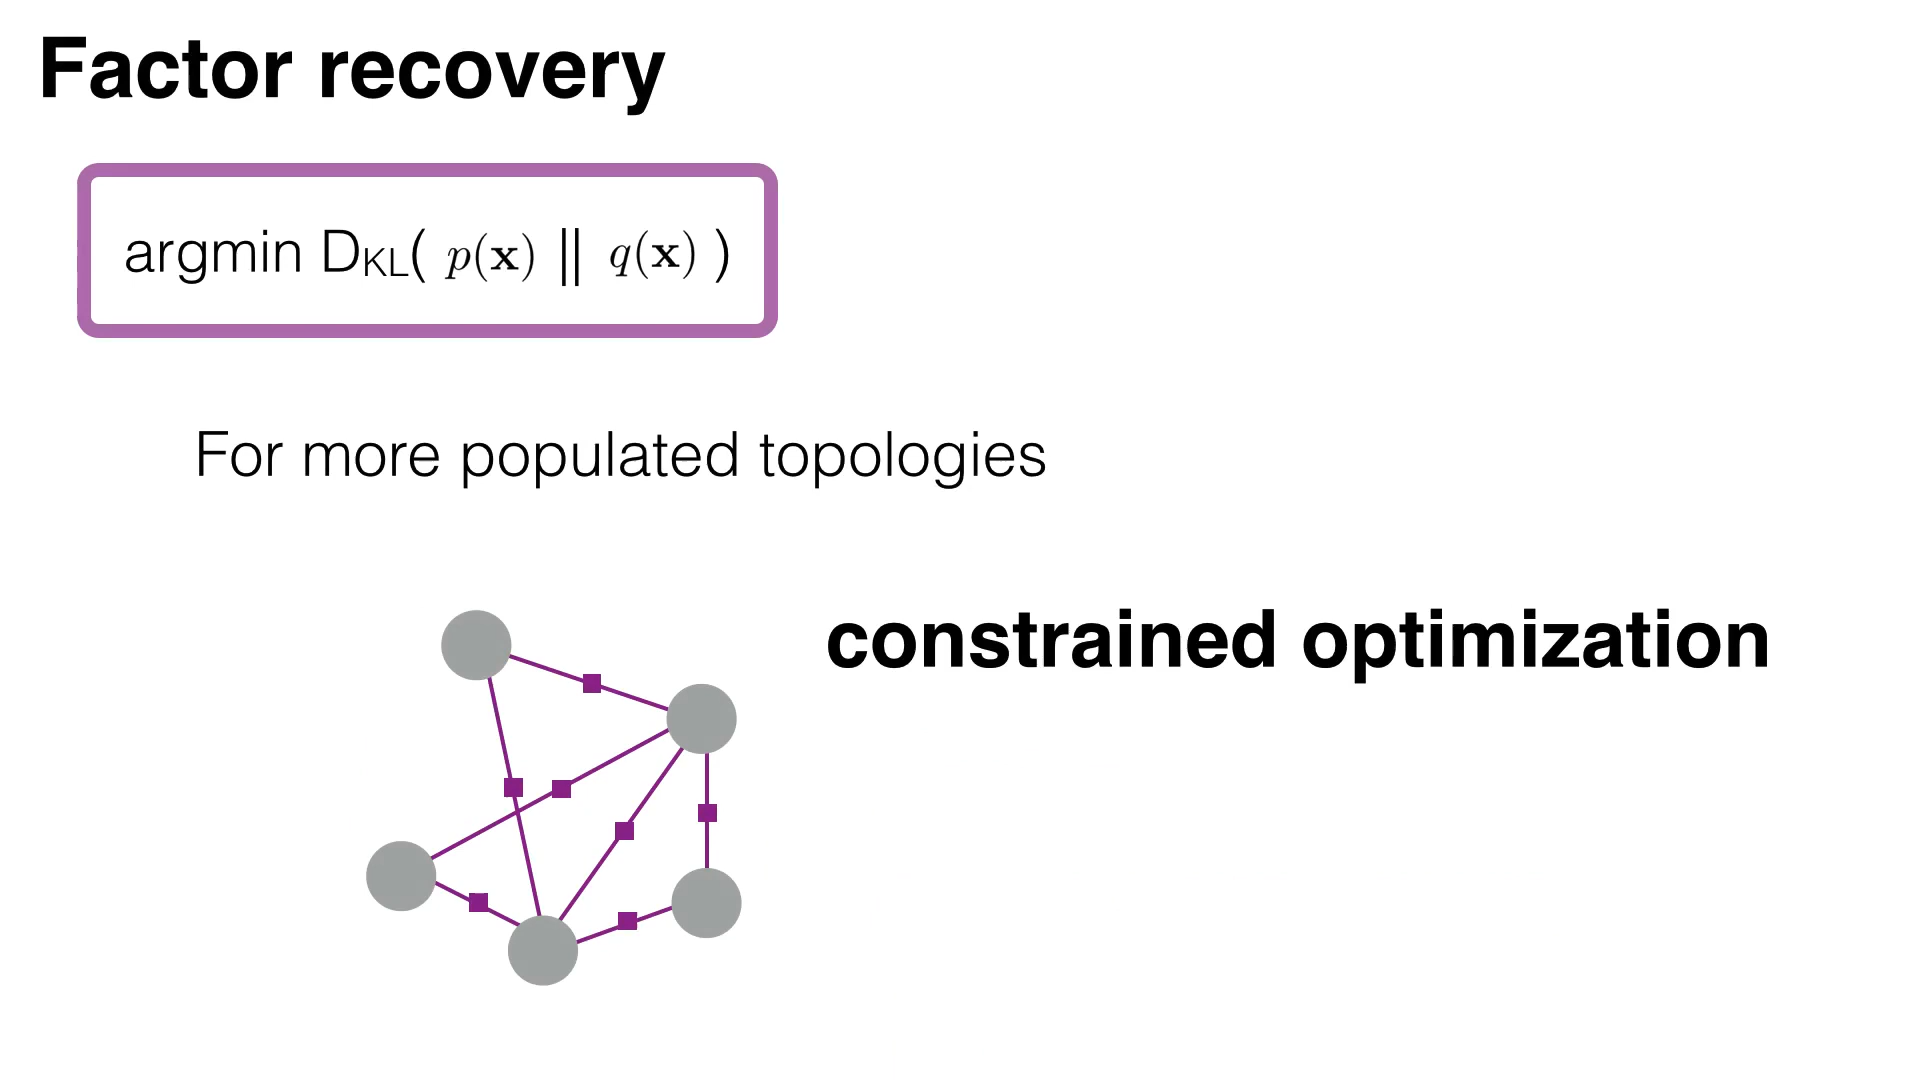 Factor recovery
argmin DKL( p(x) || q(x) )
For more populated topologies
constrained optimization